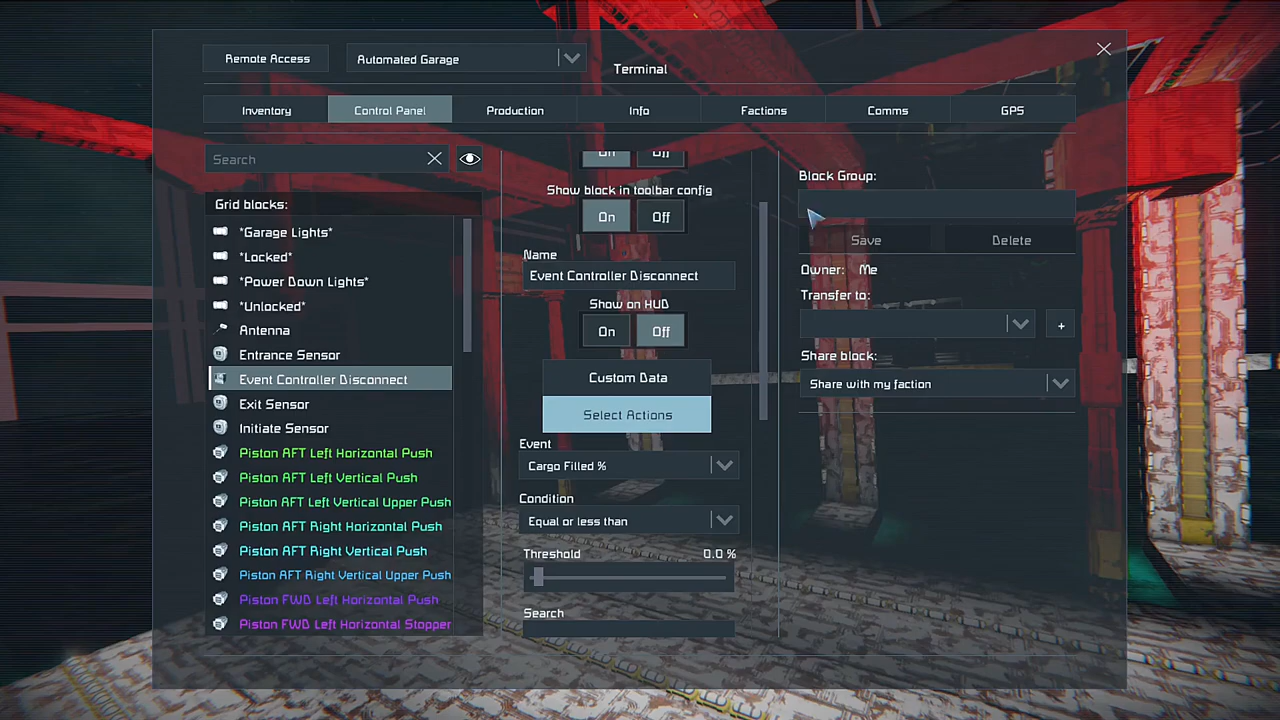 Remote Access
Automated Garage
Terminal
Inventory
Control Panel
Production
Info
Factions
Comms
GPS
Search
Grid blocks:
*Garage Lights*
*Locked*
*Power Down Lights*
*Unlocked*
Antenna
Entrance Sensor
Event Controller Disconnect
Exit Sensor
Initiate Sensor
Piston AFT Left Horizontal Push
Piston AFT Left Vertical Push
Piston AFT Left Vertical Upper Push
Piston AFT Right Horizontal Push
Piston AFT Right Vertical Push
Piston AFT Right Vertical Upper Push
Piston FWD Left Horizontal Push
Piston FWD Left Horizontal Stopper
On Off
Show block in toolbar config
On Off
Name
Event Controller Disconnect
Show on HUD
On Off
Custom Data
Select Actions
Event
Cargo Filled %
Condition
Equal or less than
Threshold 0.0 %
Search
Block Group:
Save Delete
Owner: Me
Transfer to:
+
Share block:
Share with my faction